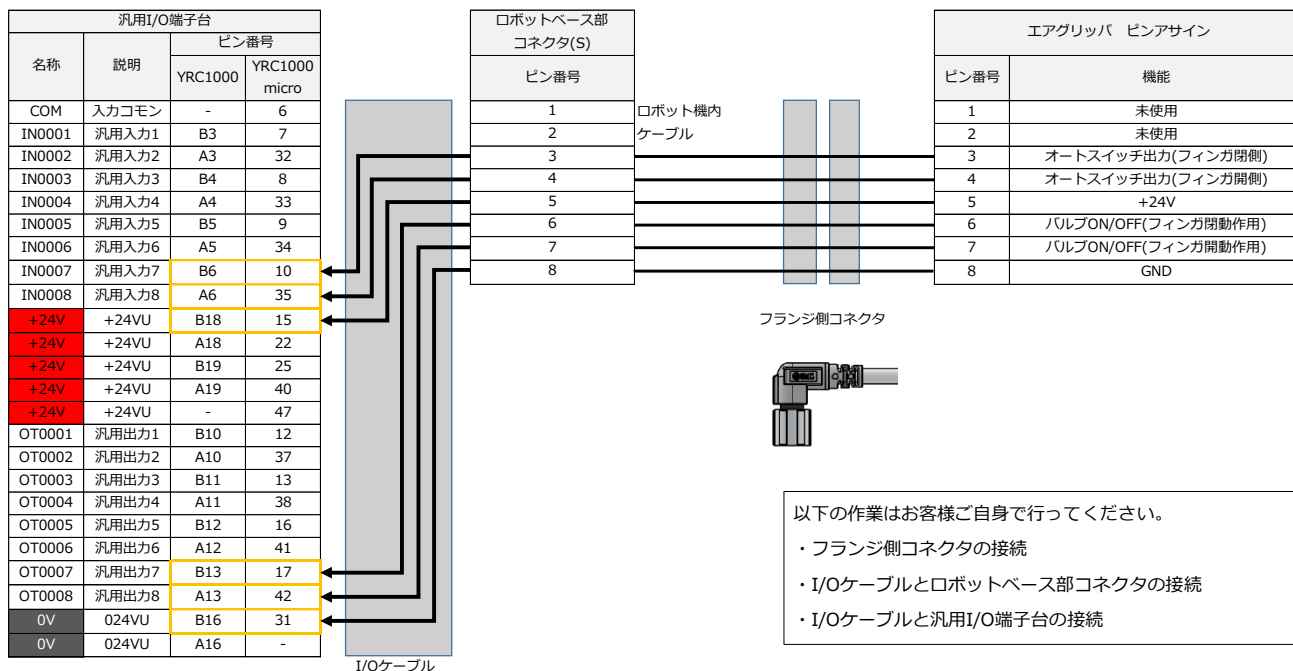 汎用I/O端子台
名称 説明 ピン番号
YRC1000 YRC1000 micro
COM 入力コモン - 6
IN0001 汎用入力1 B3 7
IN0002 汎用入力2 A3 32
IN0003 汎用入力3 B4 8
IN0004 汎用入力4 A4 33
IN0005 汎用入力5 B5 9
IN0006 汎用入力6 A5 34
IN0007 汎用入力7 B6 10
IN0008 汎用入力8 A6 35
+24V +24VU B18 15
+24V +24VU A18 22
+24V +24VU B19 25
+24V +24VU A19 40
+24V +24VU - 47
OT0001 汎用出力1 B10 12
OT0002 汎用出力2 A10 37
OT0003 汎用出力3 B11 13
OT0004 汎用出力4 A11 38
OT0005 汎用出力5 B12 16
OT0006 汎用出力6 A12 41
OT0007 汎用出力7 B13 17
OT0008 汎用出力8 A13 42
0V 024VU B16 31
0V 024VU A16 -
I/Oケーブル
ロボットベース部
コネクタ(S)
ピン番号
1
2
3
4
5
6
7
8
ロボット機内
ケーブル
エアグリッパ ピンアサイン
ピン番号 機能
1 未使用
2 未使用
3 オートスイッチ出力(フィンガ閉側)
4 オートスイッチ出力(フィンガ開側)
5 +24V
6 バルブON/OFF(フィンガ閉動作用)
7 バルブON/OFF(フィンガ開動作用)
8 GND
フランジ側コネクタ
以下の作業はお客様ご自身で行ってください。
・フランジ側コネクタの接続
・I/Oケーブルとロボットベース部コネクタの接続
・I/Oケーブルと汎用I/O端子台の接続